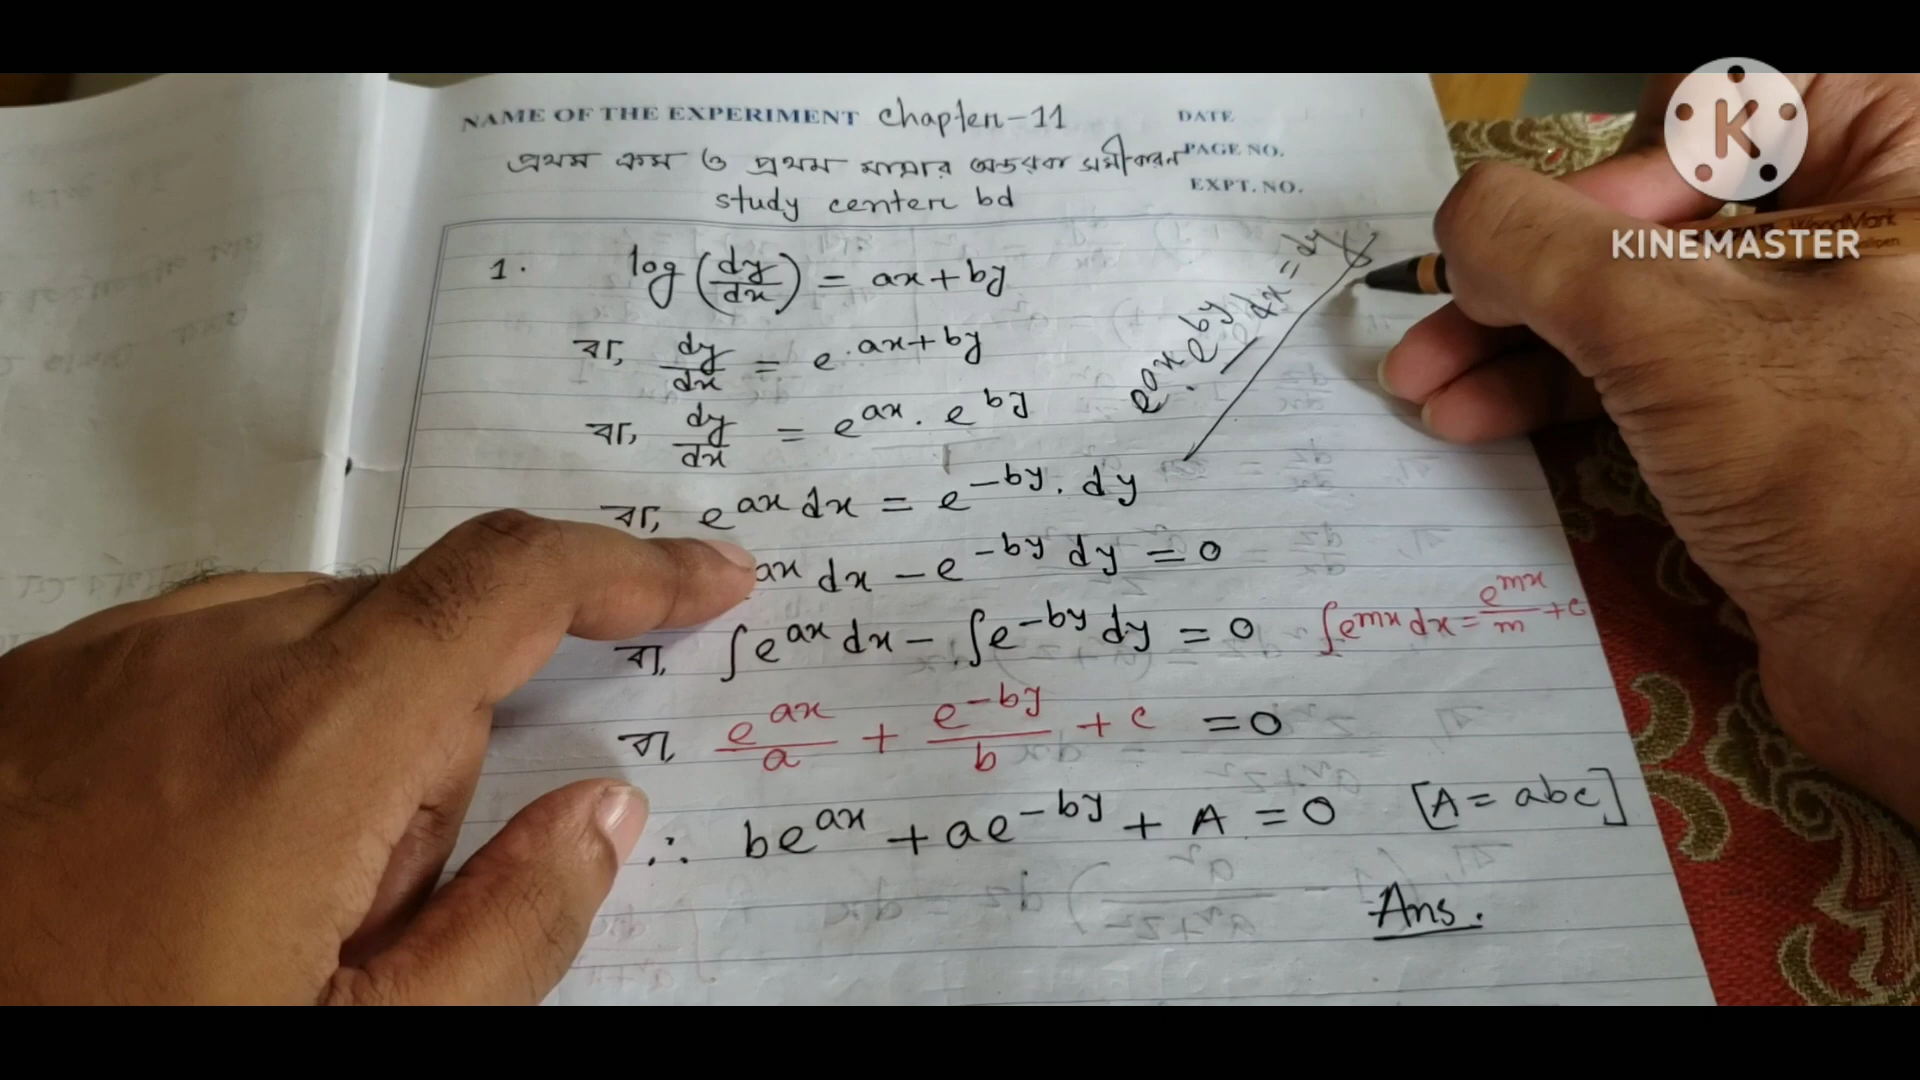 NAME OF THE EXPERIMENT chapter-11
DATE
PAGE NO.
EXPT. NO.
প্রথম ক্রম ও প্রথম মাত্রার অন্তরক সমীকরণ
study center bd
1. log (dy/dx) = ax + by
বা, dy/dx = e^{ax+by}
বা, dy/dx = e^{ax} . e^{by}
e^{ax} . e^{by} dx = dy
বা, e^{ax} dx = e^{-by} . dy
ax dx - e^{-by} dy = 0
বা, ∫e^{ax} dx - ∫e^{-by} dy = 0
∫e^{mx} dx = e^{mx}/m + c
বা, e^{ax}/a + e^{-by}/b + c = 0
∴ be^{ax} + ae^{-by} + A = 0 [A = abc]
Ans.
K
KINEMASTER